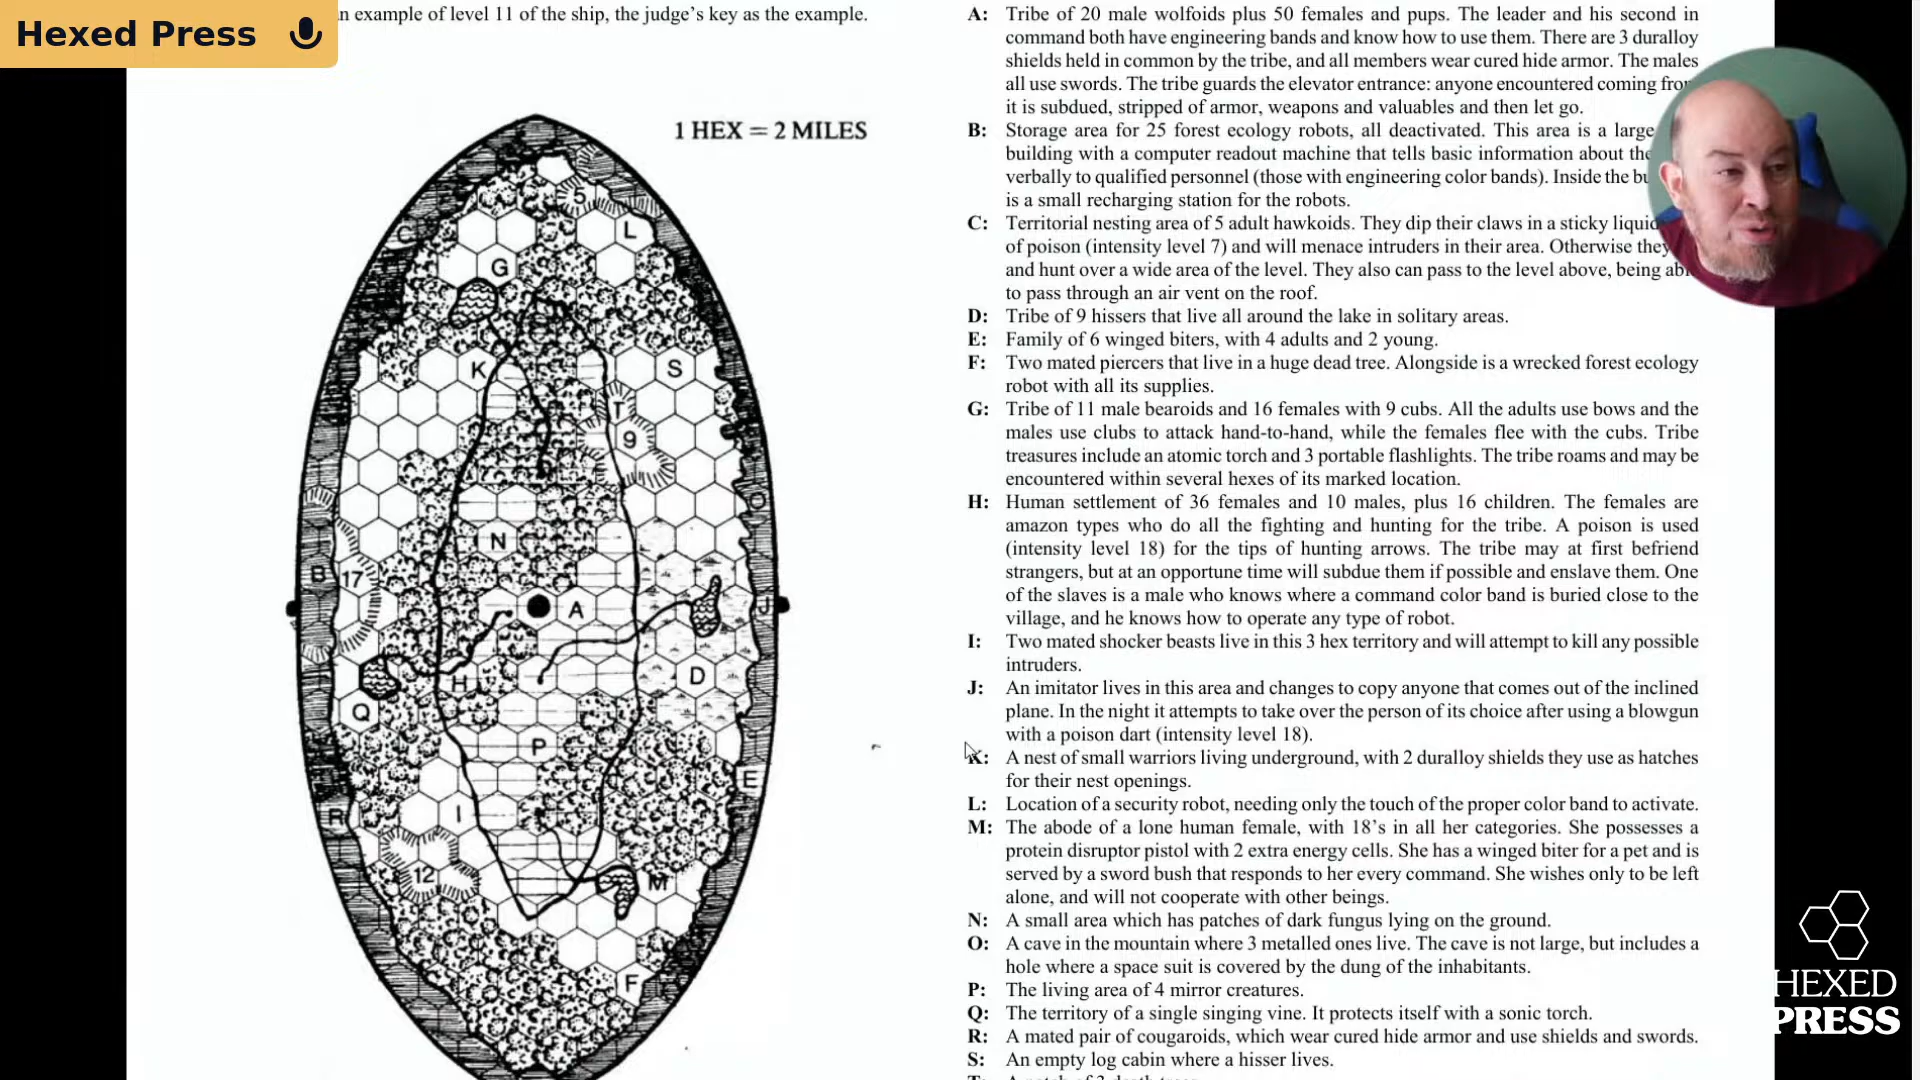 Hexed Press
n example of level 11 of the ship, the judge's key as the example.
1 HEX = 2 MILES
5
C
L
G
K
S
T
9
O
N
B
17
A
J
H
D
Q
P
E
R
I
12
M
F
A: Tribe of 20 male wolfoids plus 50 females and pups. The leader and his second in
command both have engineering bands and know how to use them. There are 3 duralloy
shields held in common by the tribe, and all members wear cured hide armor. The males
all use swords. The tribe guards the elevator entrance: anyone encountered coming
it is subdued, stripped of armor, weapons and valuables and then let go.
B: Storage area for 25 forest ecology robots, all deactivated. This area is a large
building with a computer readout machine that tells basic information about the
verbally to qualified personnel (those with engineering color bands). Inside the
is a small recharging station for the robots.
C: Territorial nesting area of 5 adult hawkoids. They dip their claws in a sticky
of poison (intensity level 7) and will menace intruders in their area. Otherwise they
and hunt over a wide area of the level. They also can pass to the level above, being
to pass through an air vent on the roof.
D: Tribe of 9 hissers that live all around the lake in solitary areas.
E: Family of 6 winged biters, with 4 adults and 2 young.
F: Two mated piercers that live in a huge dead tree. Alongside is a wrecked forest ecology
robot with all its supplies.
G: Tribe of 11 male bearoids and 16 females with 9 cubs. All the adults use bows and the
males use clubs to attack hand-to-hand, while the females flee with the cubs. Tribe
treasures include an atomic torch and 3 portable flashlights. The tribe roams and may be
encountered within several hexes of its marked location.
H: Human settlement of 36 females and 10 males, plus 16 children. The females are
amazon types who do all the fighting and hunting for the tribe. A poison is used
(intensity level 18) for the tips of hunting arrows. The tribe may at first befriend
strangers, but at an opportune time will subdue them if possible and enslave them. One
of the slaves is a male who knows where a command color band is buried close to the
village, and he knows how to operate any type of robot.
I: Two mated shocker beasts live in this 3 hex territory and will attempt to kill any possible
intruders.
J: An imitator lives in this area and changes to copy anyone that comes out of the inclined
plane. In the night it attempts to take over the person of its choice after using a blowgun
with a poison dart (intensity level 18).
K: A nest of small warriors living underground, with 2 duralloy shields they use as hatches
for their nest openings.
L: Location of a security robot, needing only the touch of the proper color band to activate.
M: The abode of a lone human female, with 18's in all her categories. She possesses a
protein disruptor pistol with 2 extra energy cells. She has a winged biter for a pet and is
served by a sword bush that responds to her every command. She wishes only to be left
alone, and will not cooperate with other beings.
N: A small area which has patches of dark fungus lying on the ground.
O: A cave in the mountain where 3 metalled ones live. The cave is not large, but includes a
hole where a space suit is covered by the dung of the inhabitants.
P: The living area of 4 mirror creatures.
Q: The territory of a single singing vine. It protects itself with a sonic torch.
R: A mated pair of cougaroids, which wear cured hide armor and use shields and swords.
S: An empty log cabin where a hisser lives.
HEXED
PRESS